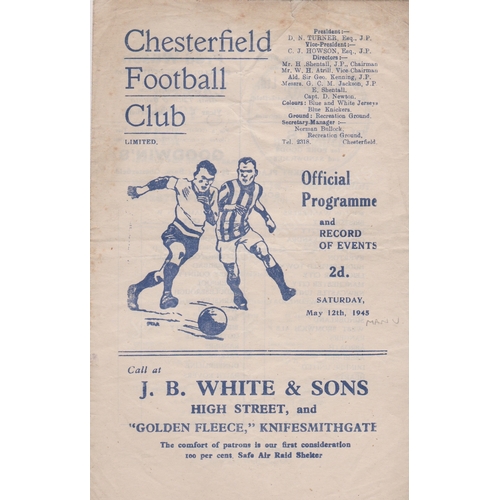 Chesterfield
Football
Club
LIMITED.
President:—
D. N. TURNER, Esq., J.P.
Vice-President:—
C. J. HOWSON, Esq., J.P.
Directors:—
Mr. H. Shentall, J.P., Chairman
Mr. W. H. Atrill, Vice-Chairman
Ald. Sir Geo. Kenning, J.P.
Messrs. G. C. M. Jackson, J.P.
E. Shentall.
Capt. D. Newton.
Colours: Blue and White Jerseys
Blue Knickers
Ground: Recreation Ground.
Secretary-Manager:—
Norman Bullock,
Recreation Ground,
Tel. 2318. Chesterfield.
Official
Programme
and
RECORD
OF EVENTS
2d.
SATURDAY,
May 12th, 1945
Call at
J. B. WHITE & SONS
HIGH STREET, and
"GOLDEN FLEECE," KNIFESMITHGATE
The comfort of patrons is our first consideration
100 per cent. Safe Air Raid Shelter